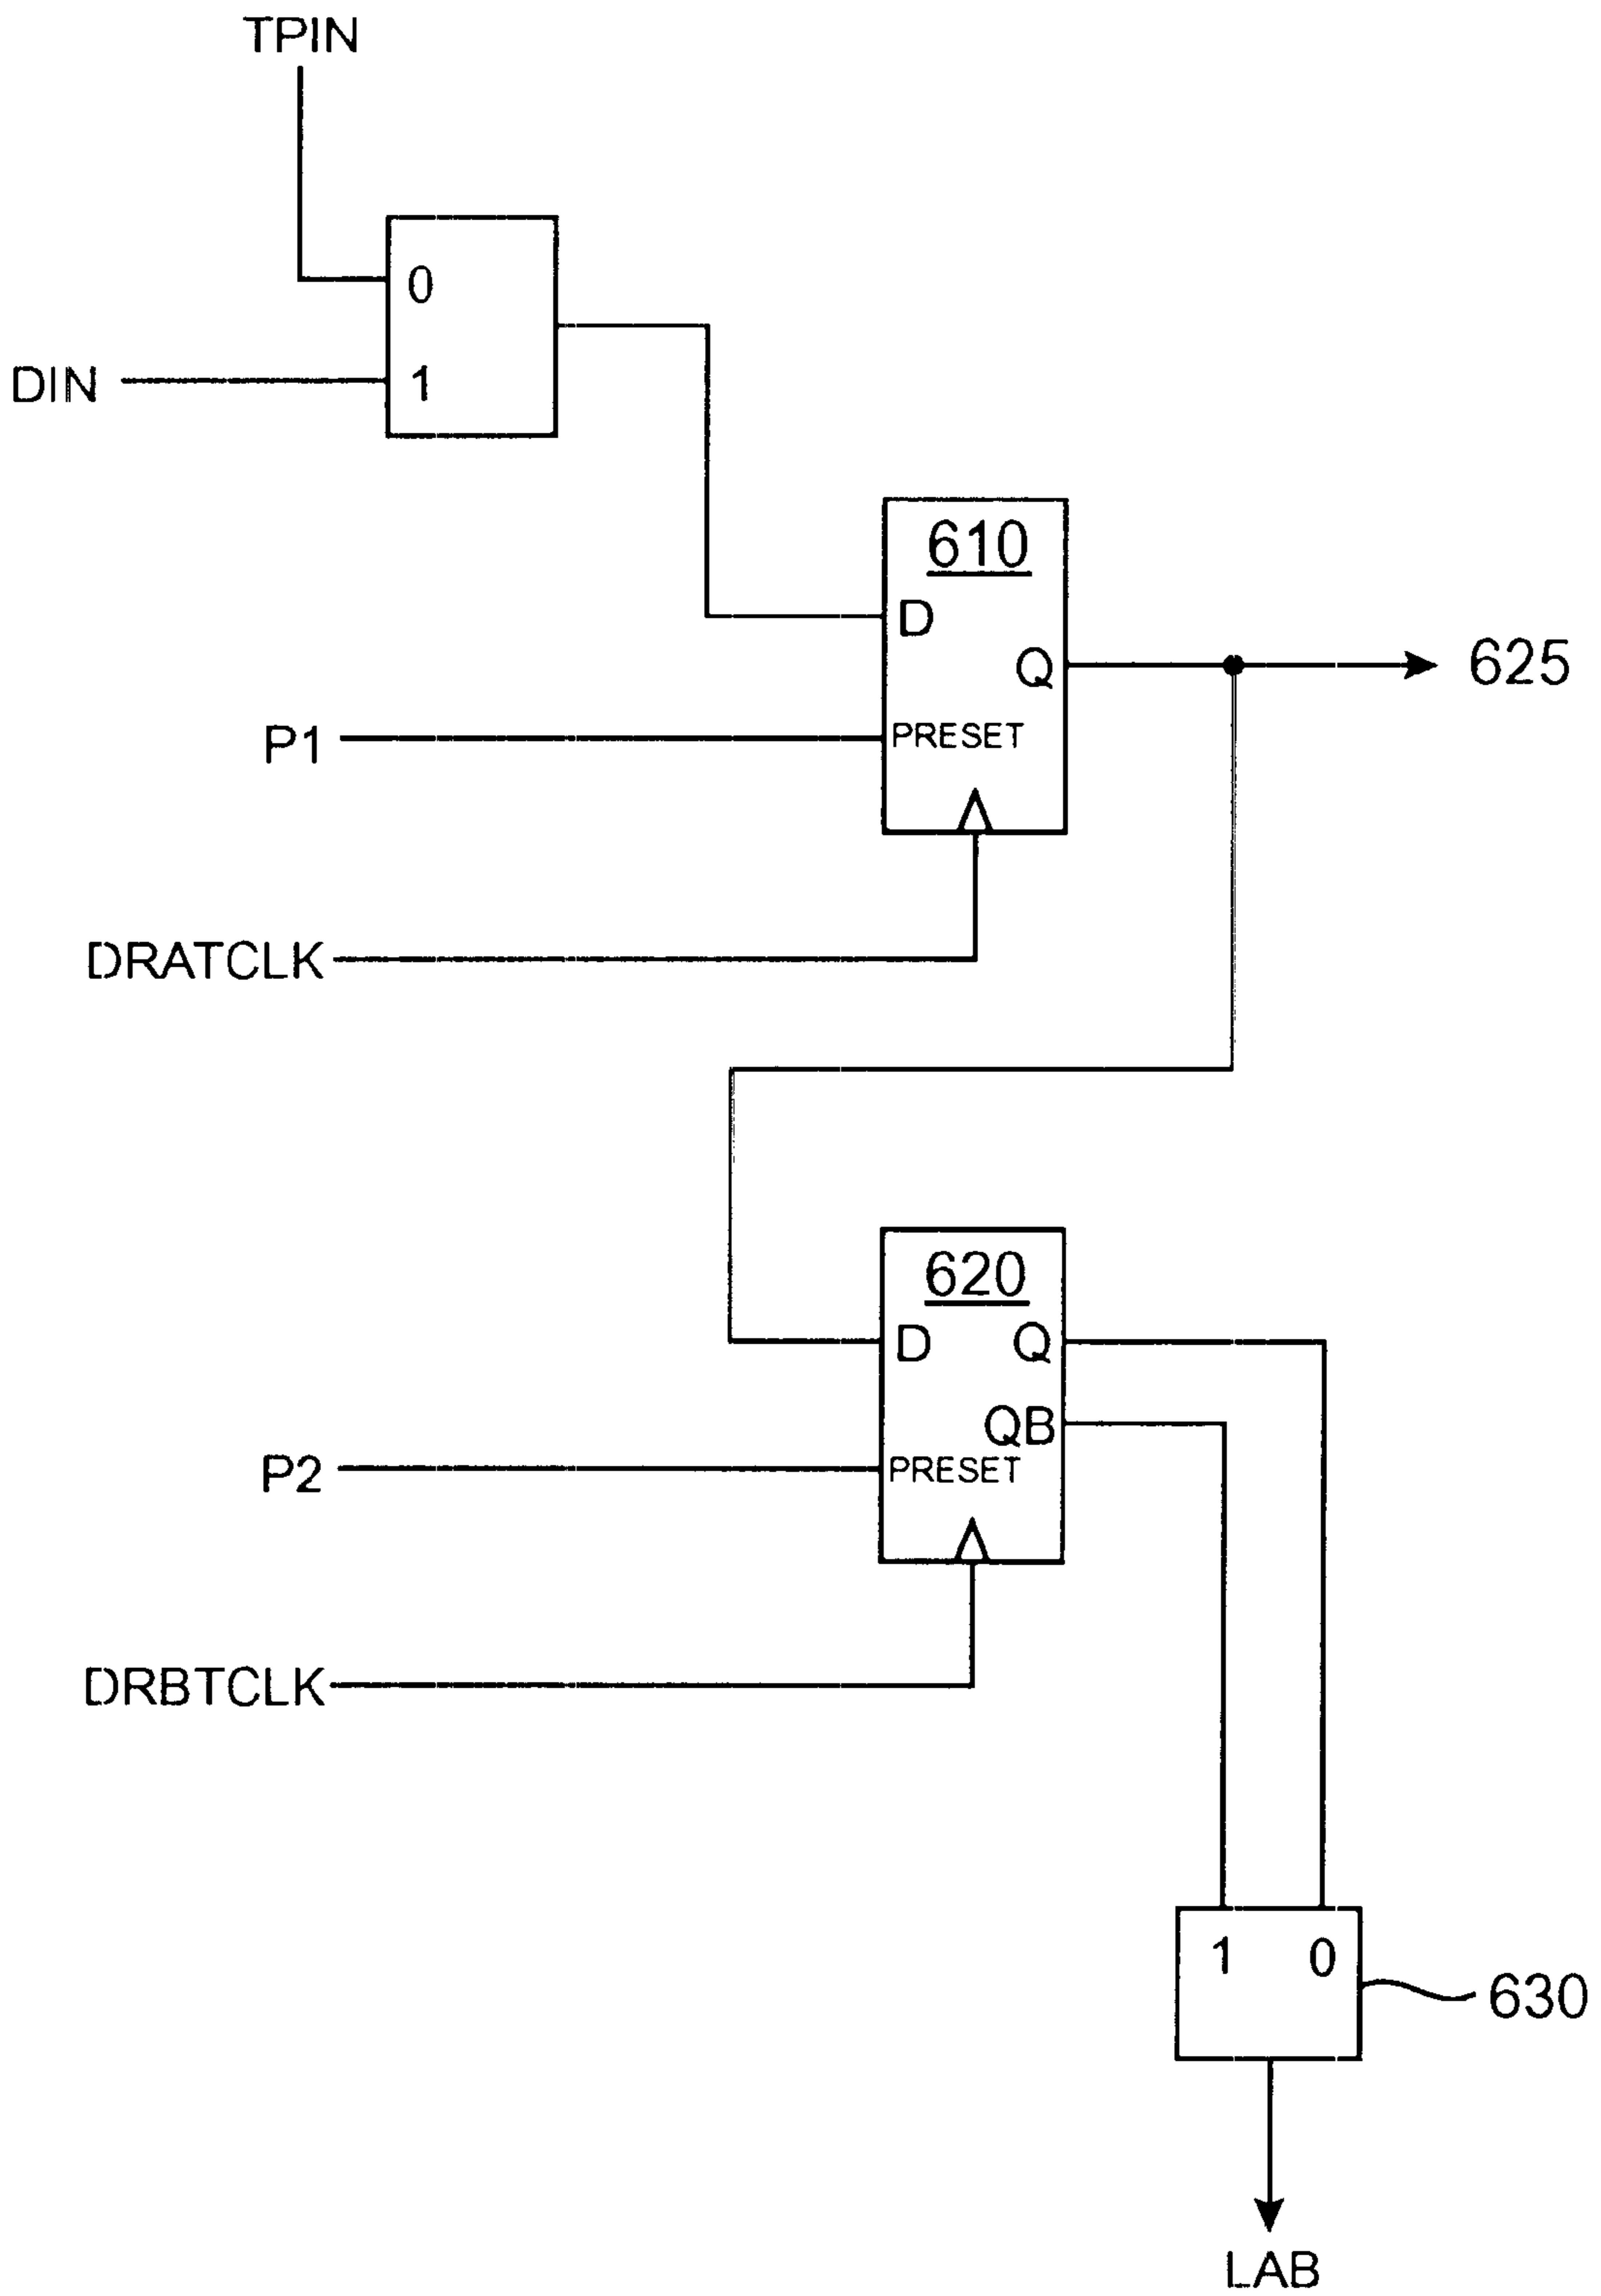 TPIN
0
DIN
1
610
D
Q
625
P1
PRESET
DRATCLK
620
D
Q
QB
P2
PRESET
DRBTCLK
1
0
630
LAB